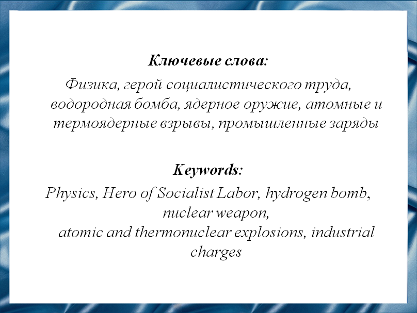 Ключевые слова:
Физика, герой социалистического труда,
водородная бомба, ядерное оружие, атомные и
термоядерные взрывы, промышленные заряды
Keywords:
Physics, Hero of Socialist Labor, hydrogen bomb,
nuclear weapon,
atomic and thermonuclear explosions, industrial
charges